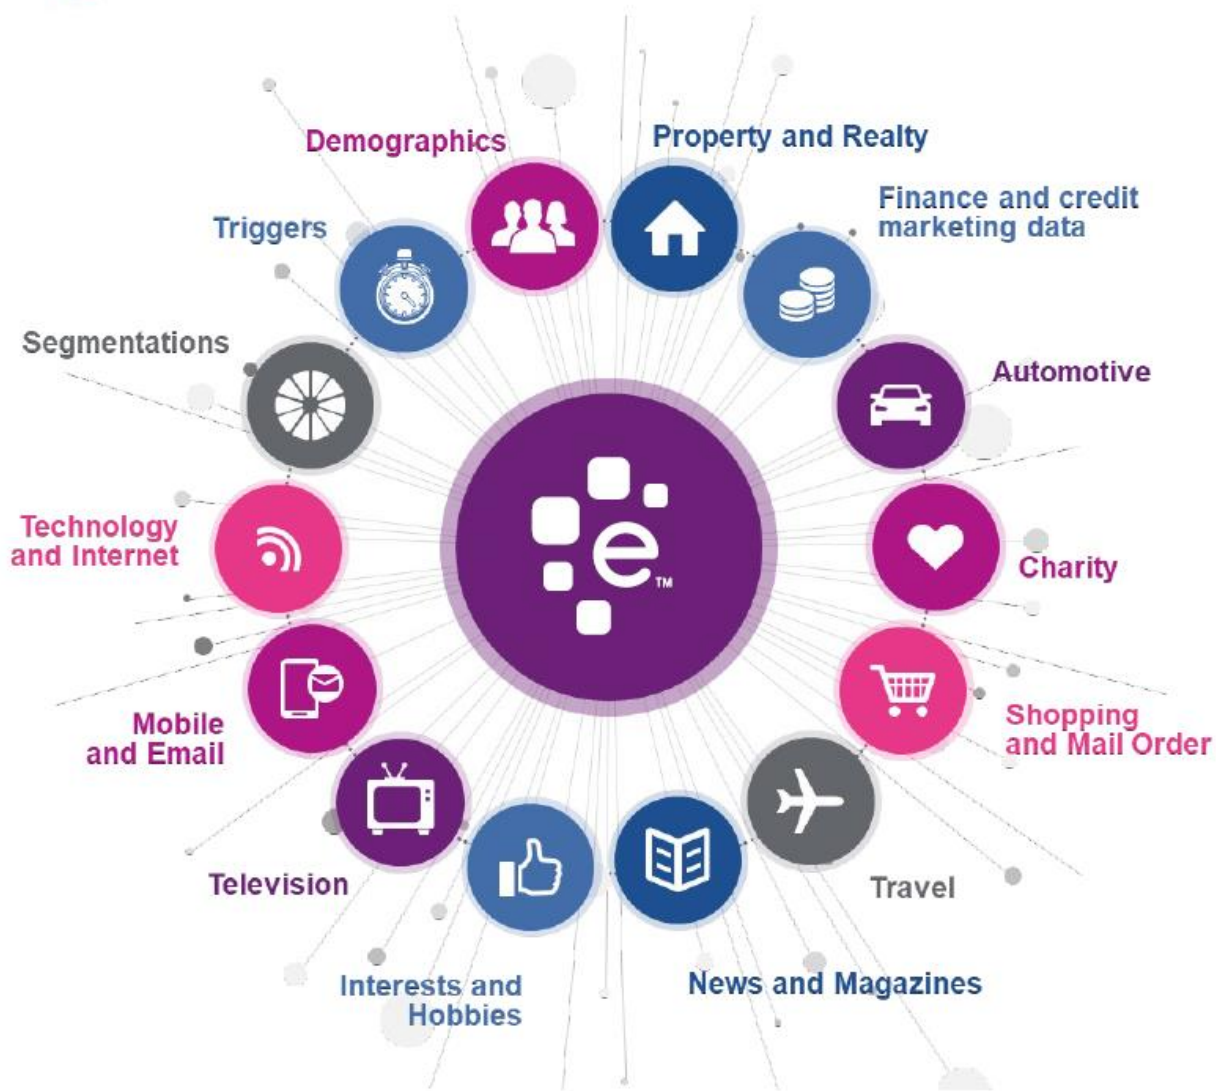 Demographics
Property and Realty
Finance and credit
marketing data
Triggers
Segmentations
Automotive
Technology
and Internet
e™
Charity
Mobile
and Email
Shopping
and Mail Order
Television
Travel
Interests and
Hobbies
News and Magazines